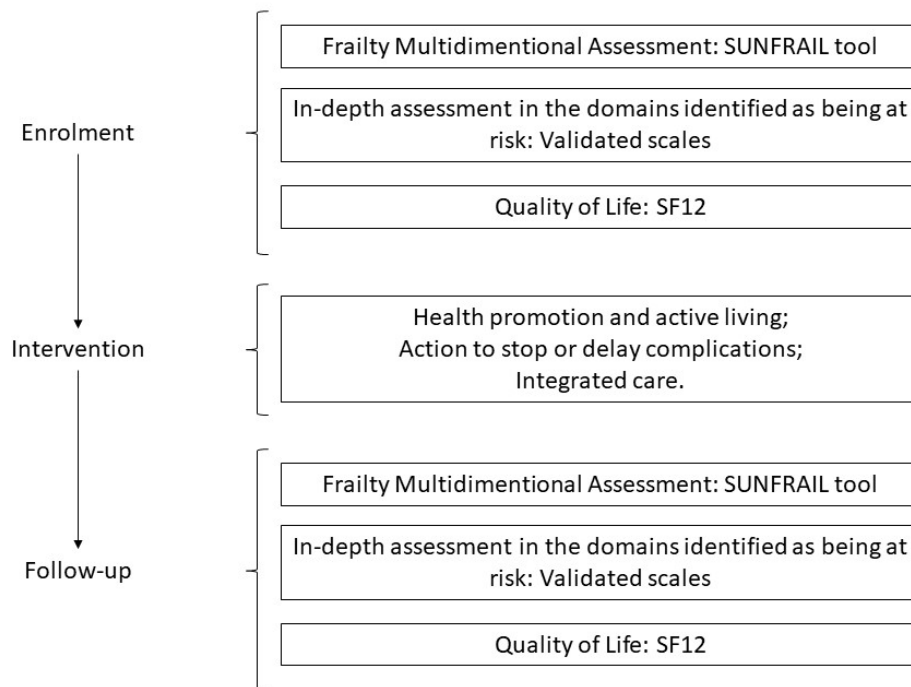 Frailty Multidimentional Assessment: SUNFRAIL tool
Enrolment
In-depth assessment in the domains identified as being at
risk: Validated scales
Quality of Life: SF12
Intervention
Health promotion and active living;
Action to stop or delay complications;
Integrated care.
Frailty Multidimentional Assessment: SUNFRAIL tool
Follow-up
In-depth assessment in the domains identified as being at
risk: Validated scales
Quality of Life: SF12